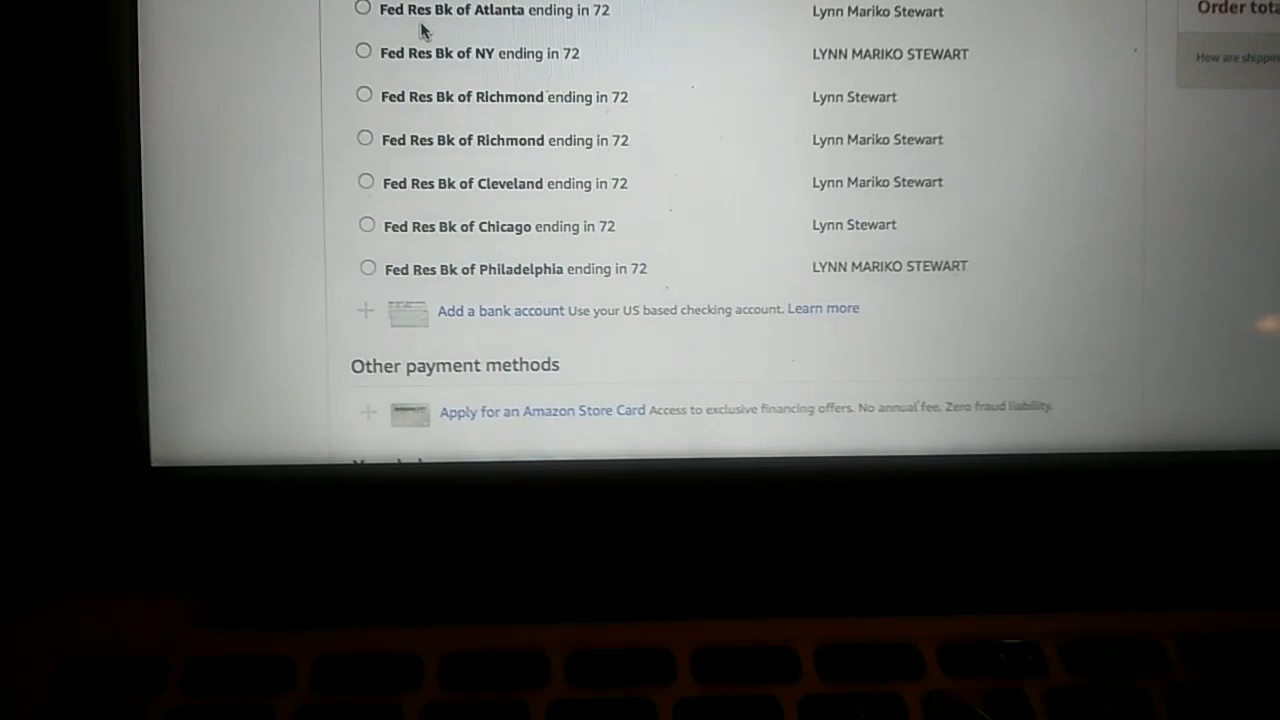 Fed Res Bk of Atlanta ending in 72 Lynn Mariko Stewart
Fed Res Bk of NY ending in 72 LYNN MARIKO STEWART
Fed Res Bk of Richmond ending in 72 Lynn Stewart
Fed Res Bk of Richmond ending in 72 Lynn Mariko Stewart
Fed Res Bk of Cleveland ending in 72 Lynn Mariko Stewart
Fed Res Bk of Chicago ending in 72 Lynn Stewart
Fed Res Bk of Philadelphia ending in 72 LYNN MARIKO STEWART
Add a bank account Use your US based checking account. Learn more
Other payment methods
Apply for an Amazon Store Card Access to exclusive financing offers. No annual fee. Zero fraud liability.
Order tota
How are shippin